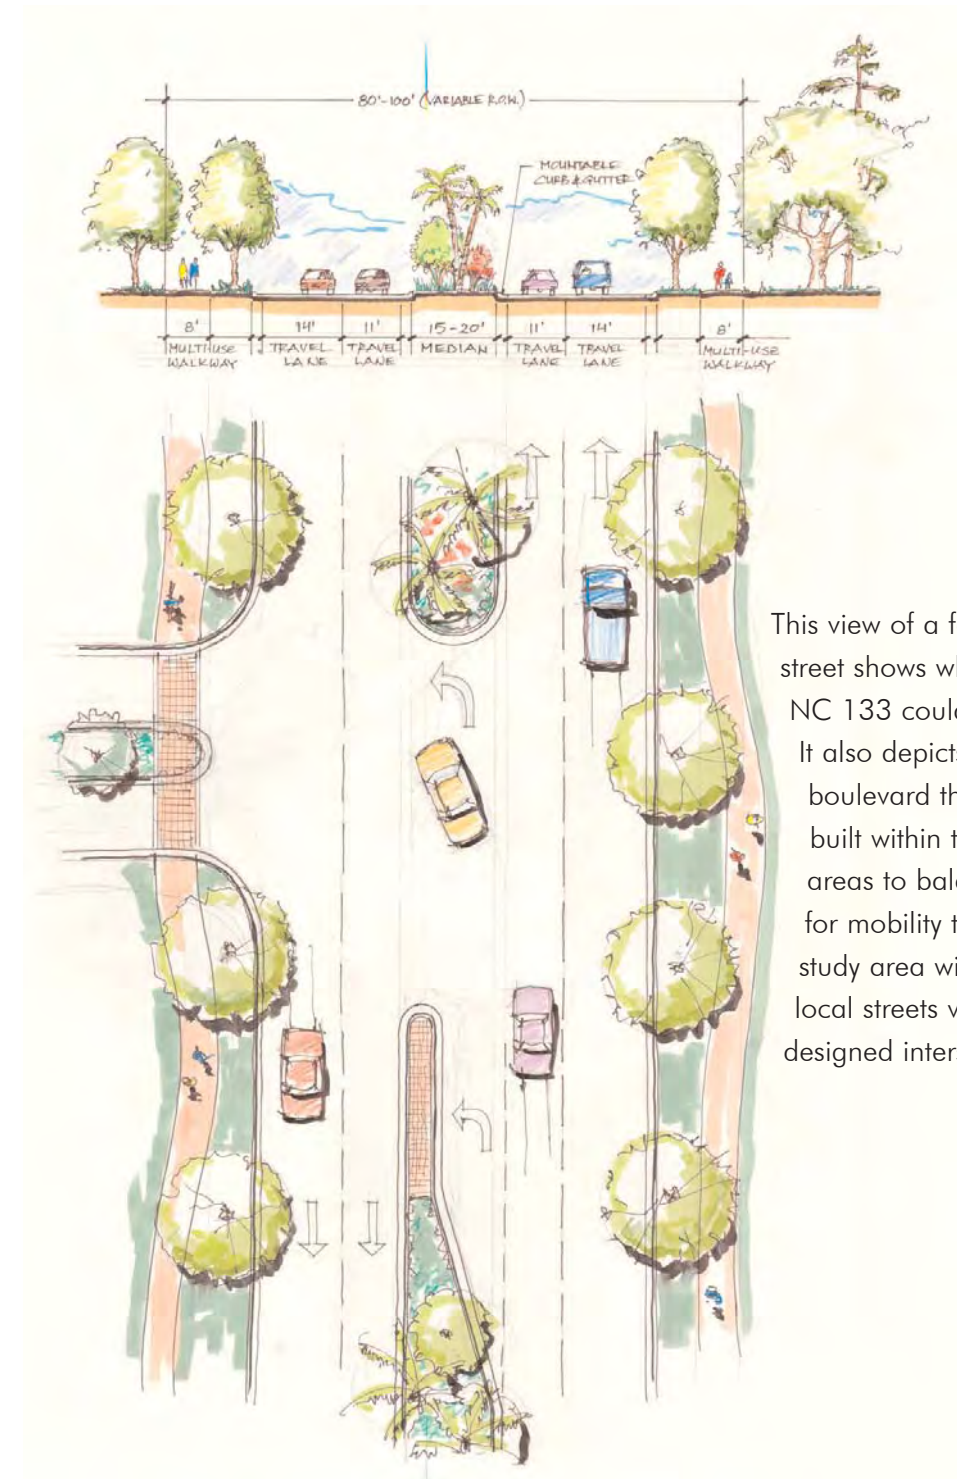 80'-100' (VARIABLE R.O.W.)
MOUNTABLE
CURB & GUTTER
8' 14' 11' 15-20' 11' 14' 8'
MULTI-USE WALKWAY TRAVEL LANE TRAVEL LANE MEDIAN TRAVEL LANE TRAVEL LANE MULTI-USE WALKWAY
This view of a f
street shows wh
NC 133 could
It also depicts
boulevard th
built within t
areas to bala
for mobility t
study area wi
local streets v
designed inters